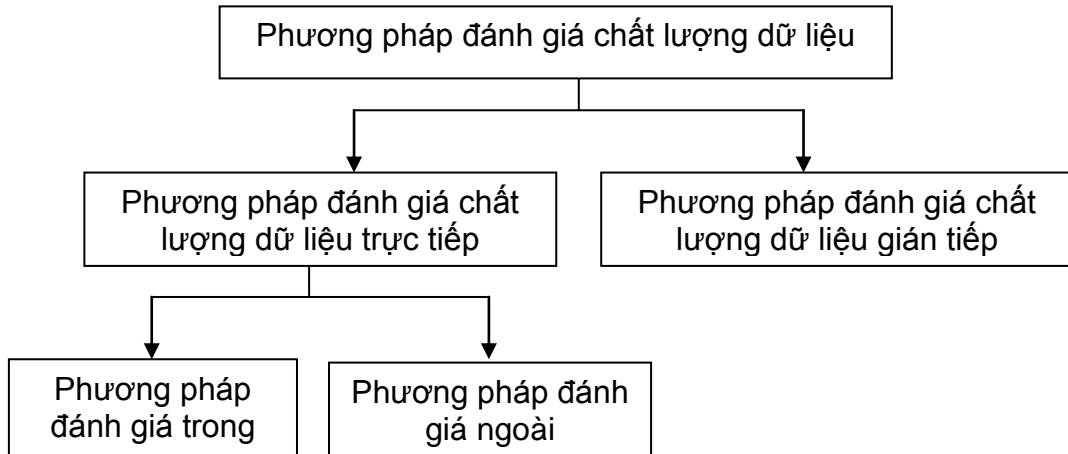 Phương pháp đánh giá chất lượng dữ liệu
Phương pháp đánh giá chất
lượng dữ liệu trực tiếp
Phương pháp đánh giá chất
lượng dữ liệu gián tiếp
Phương pháp
đánh giá trong
Phương pháp đánh
giá ngoài